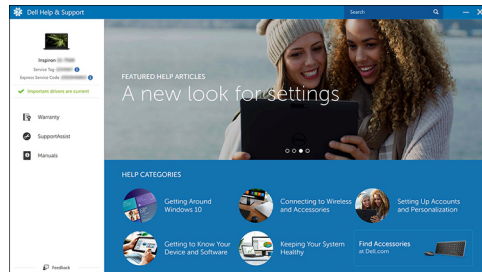 Dell Help & Support
Search
Inspiron
Service Tag
Express Service Code
Important drivers are current
Warranty
SupportAssist
Manuals
Feedback
FEATURED HELP ARTICLES
A new look for settings
HELP CATEGORIES
Getting Around
Windows 10
Connecting to Wireless
and Accessories
Setting Up Accounts
and Personalization
Getting to Know Your
Device and Software
Keeping Your System
Healthy
Find Accessories
at Dell.com